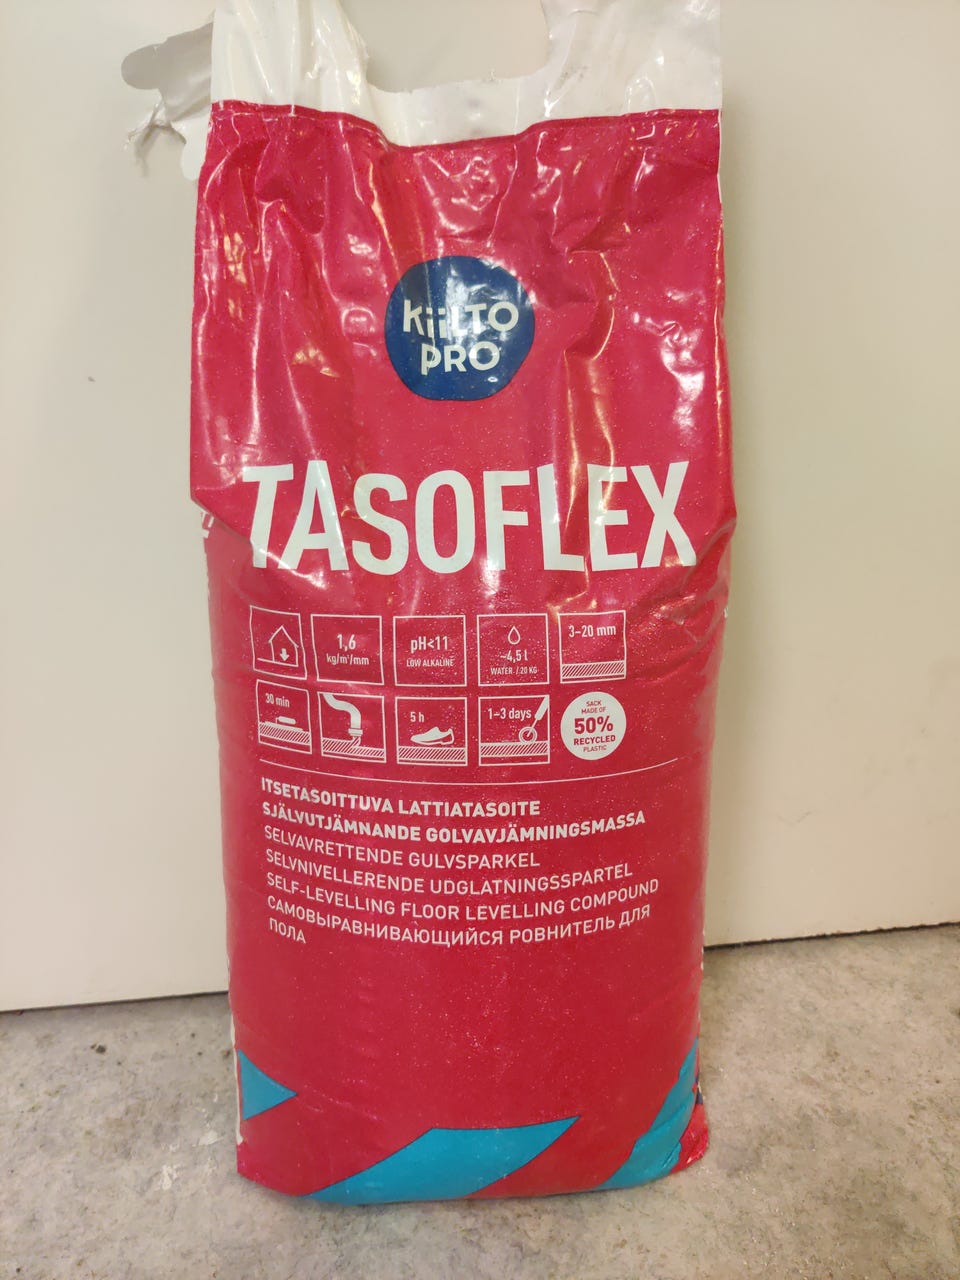 KiiLTO
PRO
TASOFLEX
1,6
kg/m²/mm
pH<11
LOW ALKALINE
~4,5 l
WATER / 20 KG
3–20 mm
30 min
5 h
1–3 days
SACK
MADE OF
50%
RECYCLED
PLASTIC
ITSETASOITTUVA LATTIATASOITE
SJÄLVUTJÄMNANDE GOLVAVJÄMNINGSMASSA
SELVAVRETTENDE GULVSPARKEL
SELVNIVELLERENDE UDGLATNINGSSPARTEL
SELF-LEVELLING FLOOR LEVELLING COMPOUND
САМОВЫРАВНИВАЮЩИЙСЯ РОВНИТЕЛЬ ДЛЯ
ПОЛА